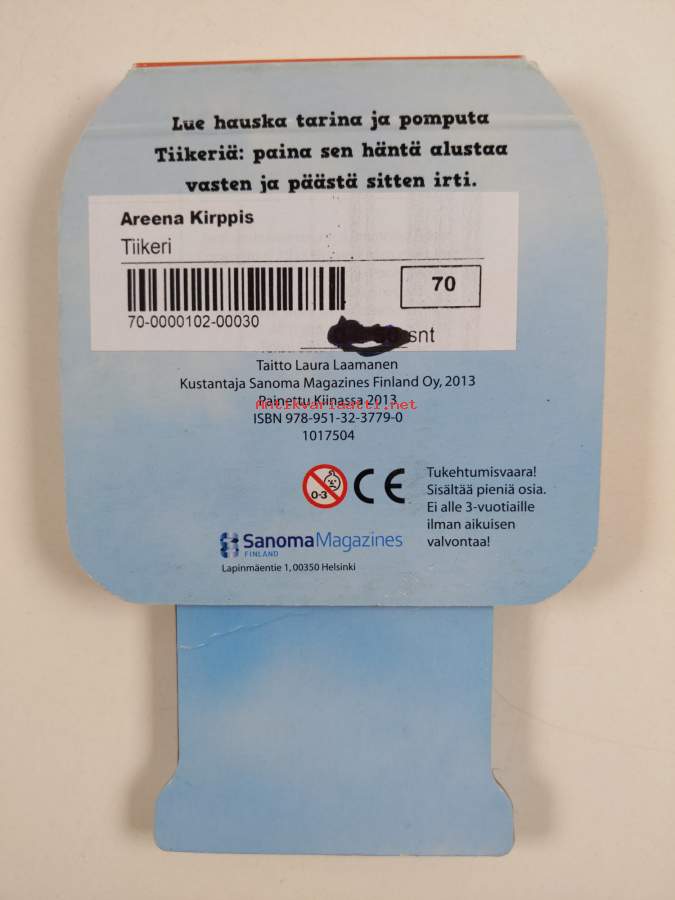 Lue hauska tarina ja pomputa
Tiikeriä: paina sen häntä alustaa
vasten ja päästä sitten irti.
Areena Kirppis
Tiikeri
70
70-0000102-00030
snt
Taitto Laura Laamanen
Kustantaja Sanoma Magazines Finland Oy, 2013
Painettu Kiinassa 2013
Antikvariaatti.net
ISBN 978-951-32-3779-0
1017504
0-3
CE
Tukehtumisvaara!
Sisältää pieniä osia.
Ei alle 3-vuotiaille
ilman aikuisen
valvontaa!
SanomaMagazines
FINLAND
Lapinmäentie 1, 00350 Helsinki